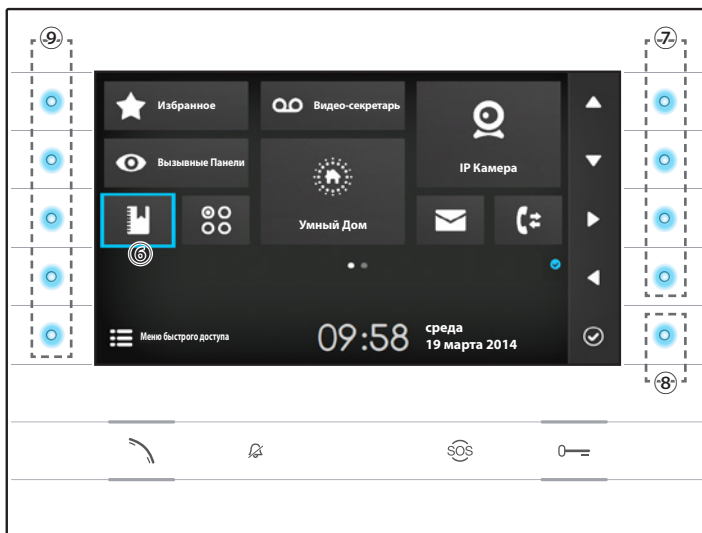 ⑨ ⑦
Избранное
Видео-секретарь
Вызывные Панели
IP Камера
Умный Дом
⑥
Меню быстрого доступа
09:58
среда
19 марта 2014
⑧
SOS